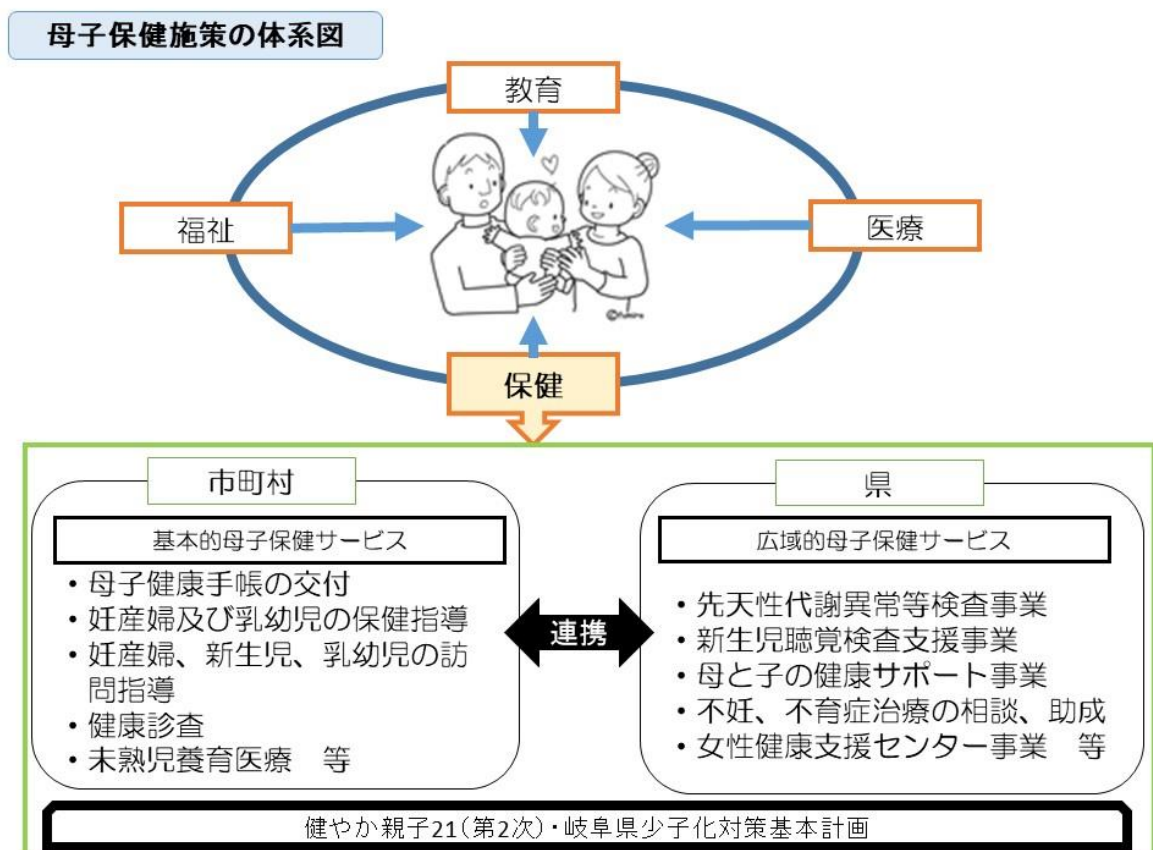 母子保健施策の体系図
教育
福祉
医療
保健
市町村
基本的母子保健サービス
・母子健康手帳の交付
・妊産婦及び乳幼児の保健指導
・妊産婦、新生児、乳幼児の訪
問指導
・健康診査
・未熟児養育医療　等
連携
県
広域的母子保健サービス
・先天性代謝異常等検査事業
・新生児聴覚検査支援事業
・母と子の健康サポート事業
・不妊、不育症治療の相談、助成
・女性健康支援センター事業　等
健やか親子21(第2次)・岐阜県少子化対策基本計画